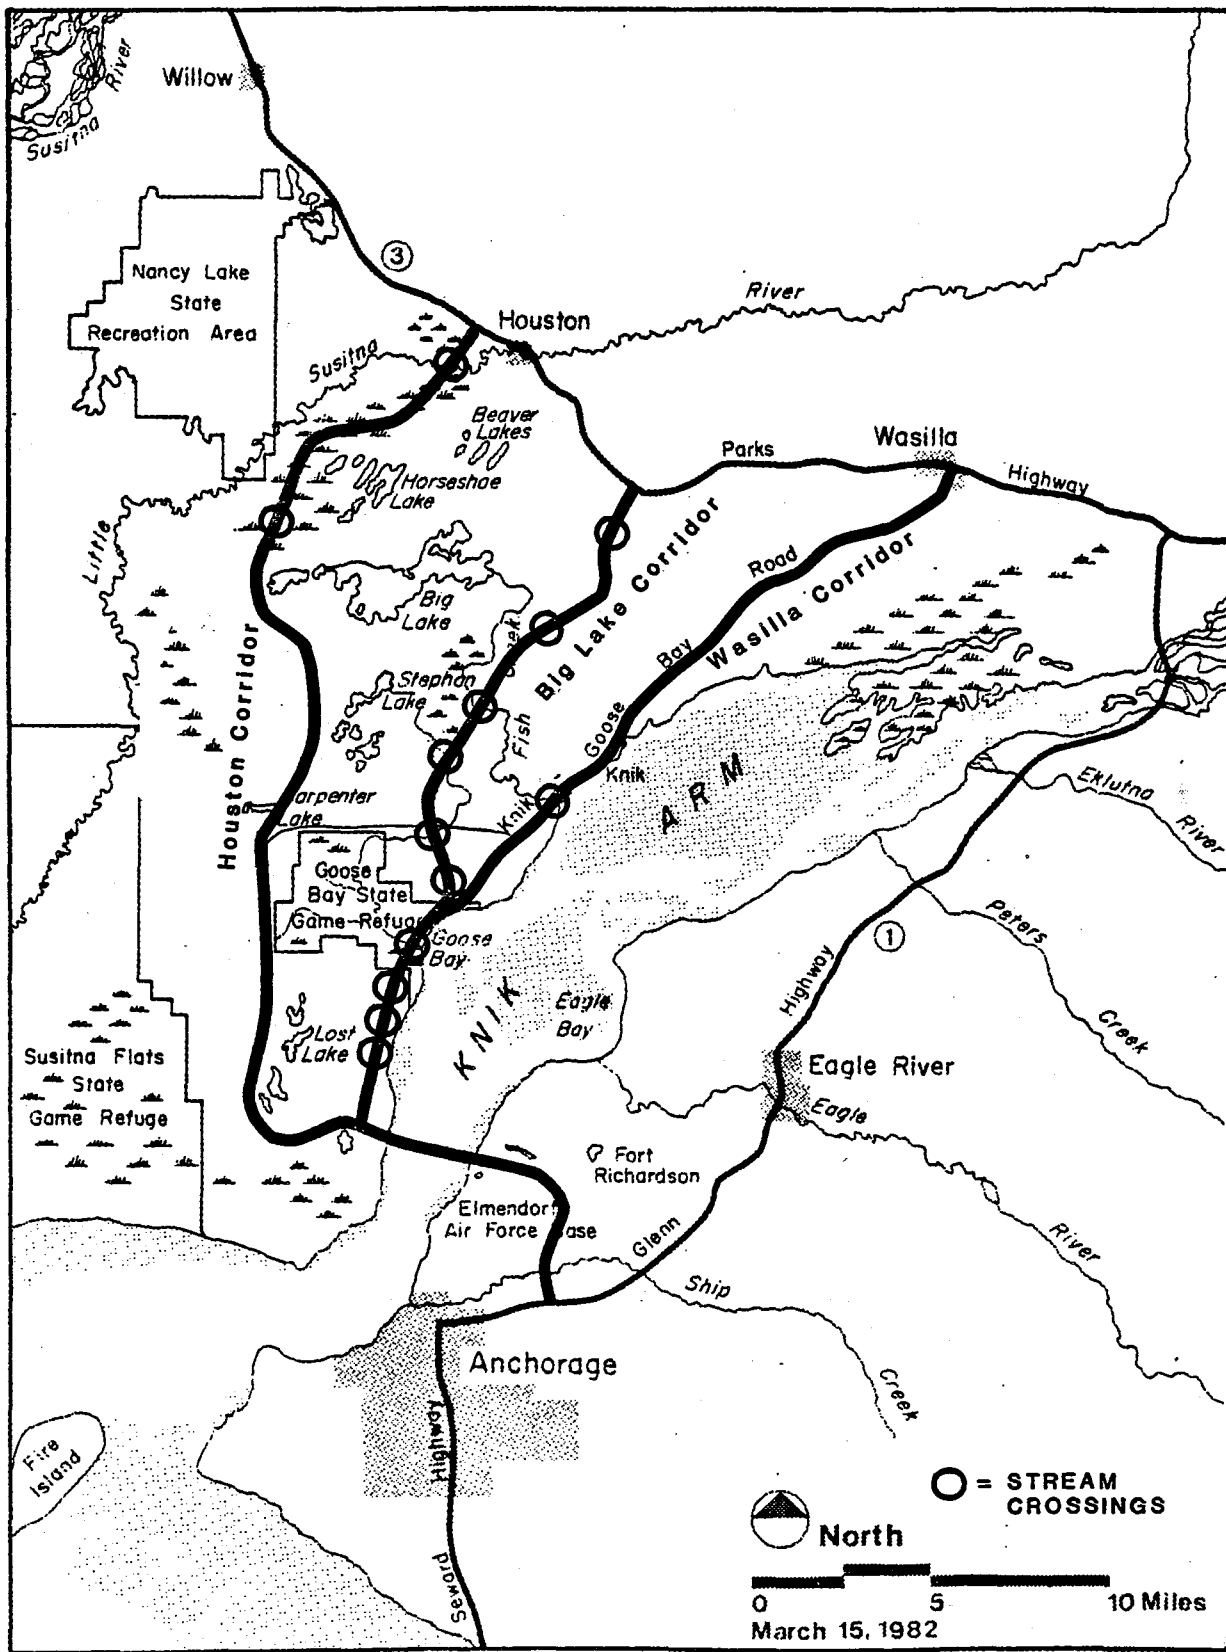 River
Susitna
Willow
3
Nancy Lake
State
Recreation Area
Houston
River
Susitna
Beaver
Lakes
Wasilla
Parks
Highway
Horseshoe
Lake
Little
Big
Lake
Creek
Big Lake Corridor
Road
Wasilla Corridor
Bay
Goose
Knik
Stephan
Lake
Fish
Houston Corridor
Knik
arpenter
Lake
KNIK
ARM
Eklutna
River
Goose
Bay State
Game Refuge
Goose
Bay
1
Peters
Creek
Highway
Eagle
Bay
Lost
Lake
Susitna Flats
State
Game Refuge
Eagle River
Eagle
River
Fort
Richardson
Elmendorf
Air Force ase
Glenn
Ship
Creek
Anchorage
Highway
Seward
Fire
Island
O = STREAM
CROSSINGS
North
0 5 10 Miles
March 15, 1982